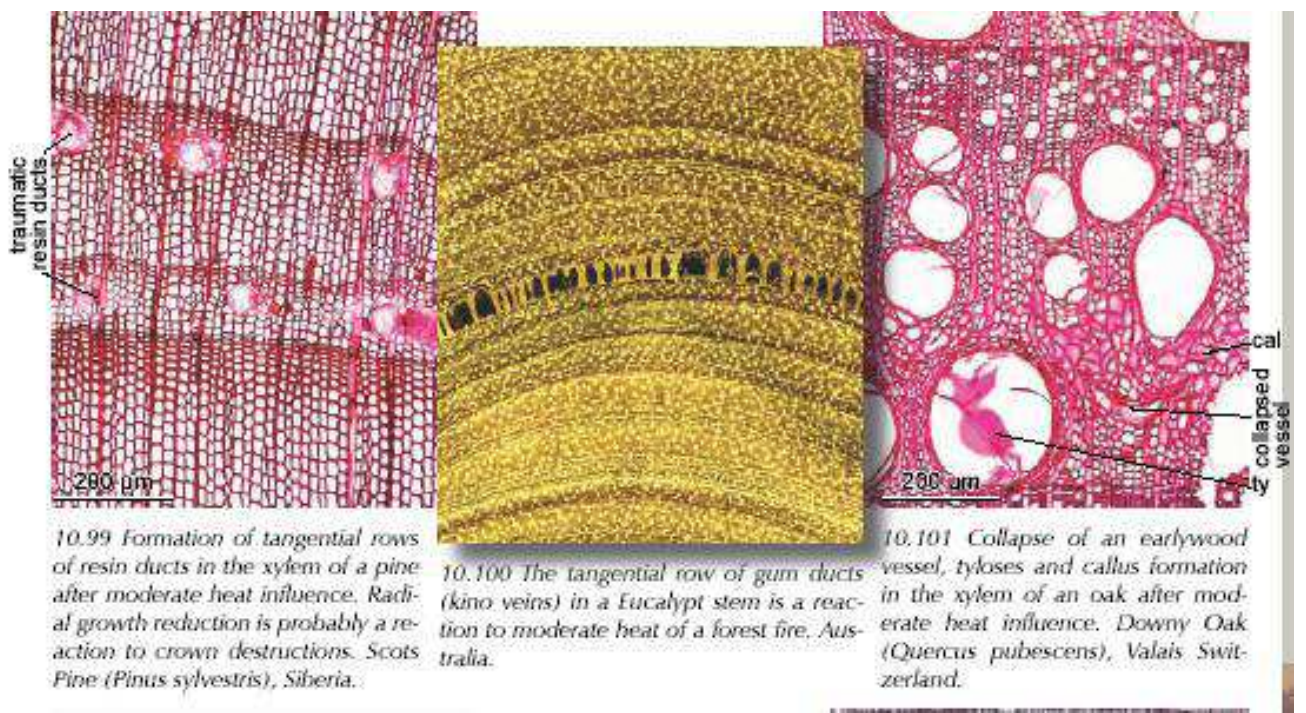 traumatic
resin ducts
200 µm
10.99 Formation of tangential rows
of resin ducts in the xylem of a pine
after moderate heat influence. Radi-
al growth reduction is probably a re-
action to crown destructions. Scots
Pine (Pinus sylvestris), Siberia.
10.100 The tangential row of gum ducts
(kino veins) in a Eucalypt stem is a reac-
tion to moderate heat of a forest fire. Aus-
tralia.
cal
collapsed
vessel
ty
200 µm
10.101 Collapse of an earlywood
vessel, tyloses and callus formation
in the xylem of an oak after mod-
erate heat influence. Downy Oak
(Quercus pubescens), Valais Swit-
zerland.